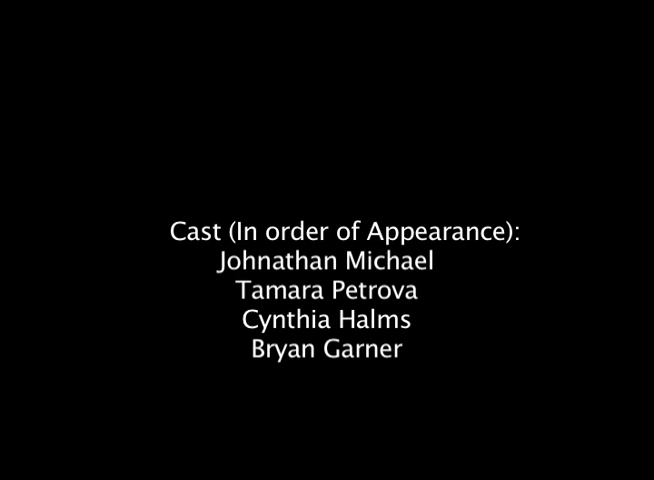 Cast (In order of Appearance):
Johnathan Michael
Tamara Petrova
Cynthia Halms
Bryan Garner